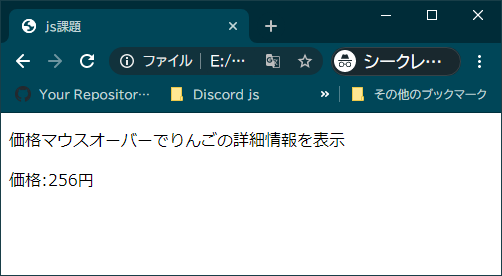 js課題
ファイル E:/…
シークレ…
Your Repositor…
Discord js
»
その他のブックマーク
価格マウスオーバーでりんごの詳細情報を表示
価格:256円